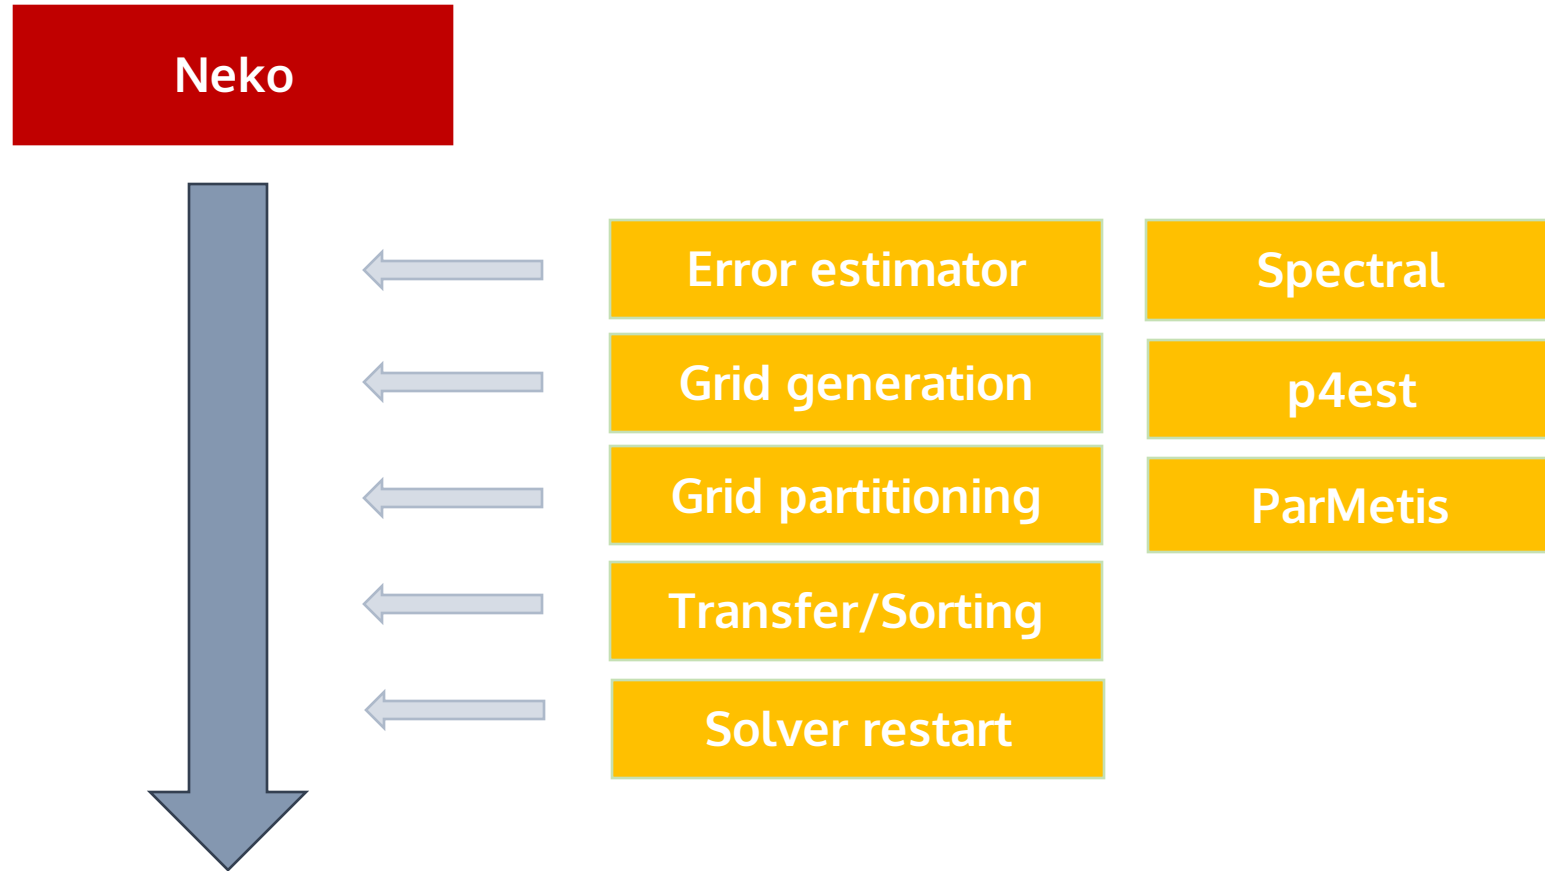 Neko
Error estimator
Spectral
Grid generation
p4est
Grid partitioning
ParMetis
Transfer/Sorting
Solver restart